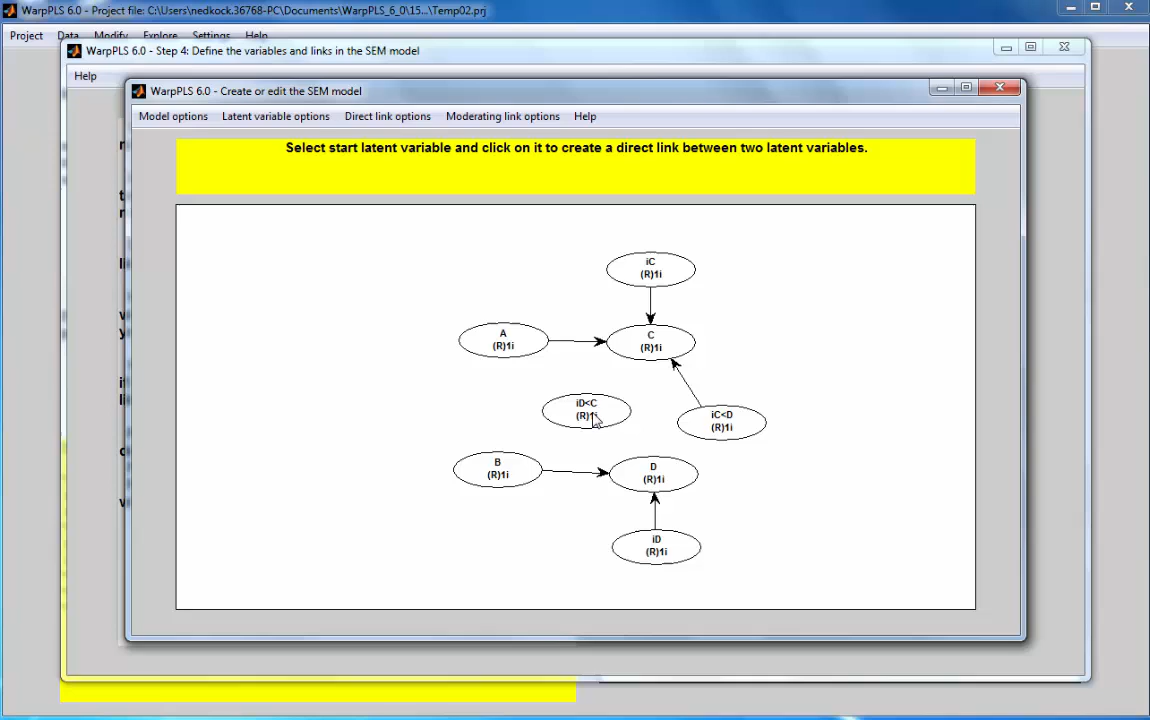 WarpPLS 6.0 - Project file: C:\Users\nedkock.36768-PC\Documents\WarpPLS_6_0\15...\Temp02.prj
Project Data Modify Explore Settings Help
WarpPLS 6.0 - Step 4: Define the variables and links in the SEM model
Help
WarpPLS 6.0 - Create or edit the SEM model
Model options Latent variable options Direct link options Moderating link options Help
Select start latent variable and click on it to create a direct link between two latent variables.
iC
(R)1i
A
(R)1i
C
(R)1i
iD<C
(R)1i
iC<D
(R)1i
B
(R)1i
D
(R)1i
iD
(R)1i